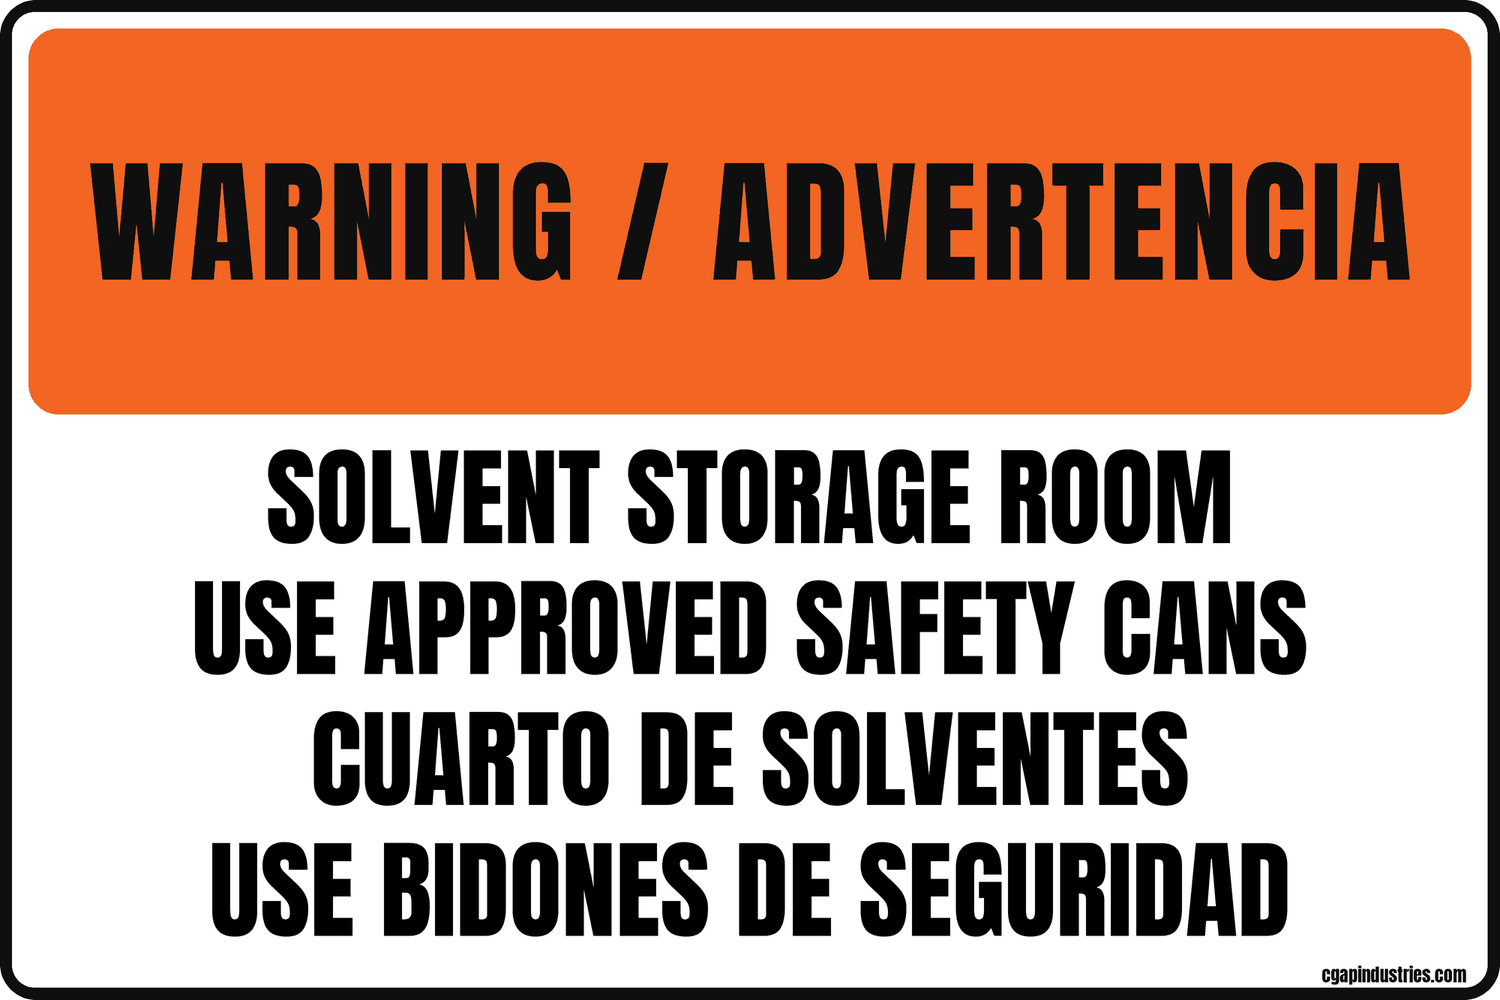 WARNING / ADVERTENCIA
SOLVENT STORAGE ROOM
USE APPROVED SAFETY CANS
CUARTO DE SOLVENTES
USE BIDONES DE SEGURIDAD
cgapindustries.com